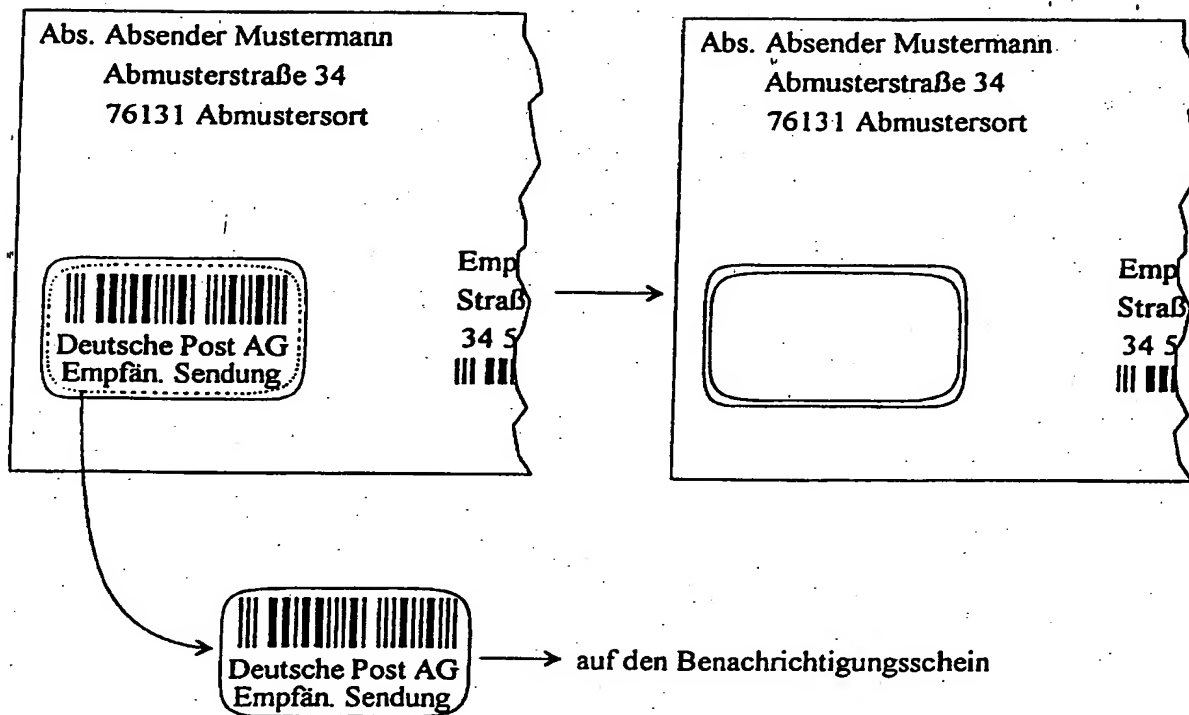 Abs. Absender Mustermann
Abmusterstraße 34
76131 Abmustersort
Emp
Straß
34 5
Deutsche Post AG
Empfän. Sendung
Abs. Absender Mustermann
Abmusterstraße 34
76131 Abmustersort
Emp
Straß
34 5
Deutsche Post AG
Empfän. Sendung
auf den Benachrichtigungsschein